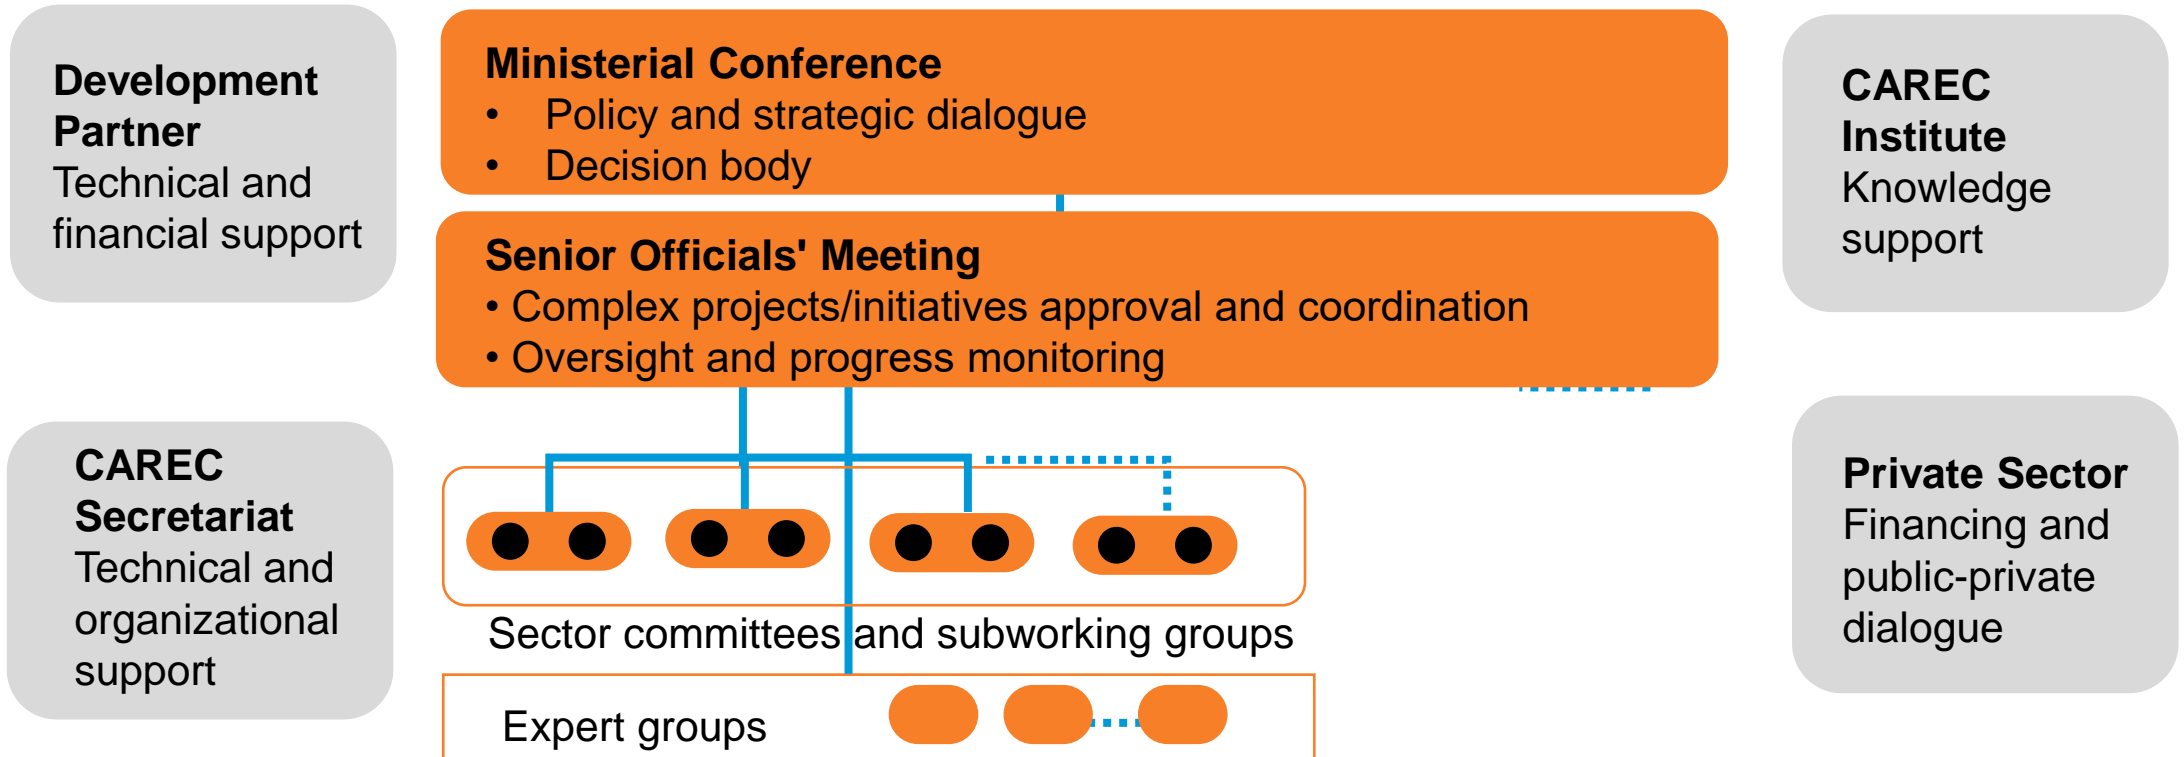 Development
Partner
Technical and
financial support
Ministerial Conference
• Policy and strategic dialogue
• Decision body
CAREC
Institute
Knowledge
support
Senior Officials' Meeting
• Complex projects/initiatives approval and coordination
• Oversight and progress monitoring
CAREC
Secretariat
Technical and
organizational
support
Sector committees and subworking groups
Expert groups
Private Sector
Financing and
public-private
dialogue